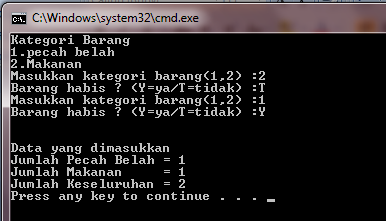 C:\Windows\system32\cmd.exe
Kategori Barang
1.pecah belah
2.Makanan
Masukkan kategori barang(1,2) :2
Barang habis ? (Y=ya/T=tidak) :T
Masukkan kategori barang(1,2) :1
Barang habis ? (Y=ya/T=tidak) :Y
Data yang dimasukkan
Jumlah Pecah Belah = 1
Jumlah Makanan     = 1
Jumlah Keseluruhan = 2
Press any key to continue . . . _